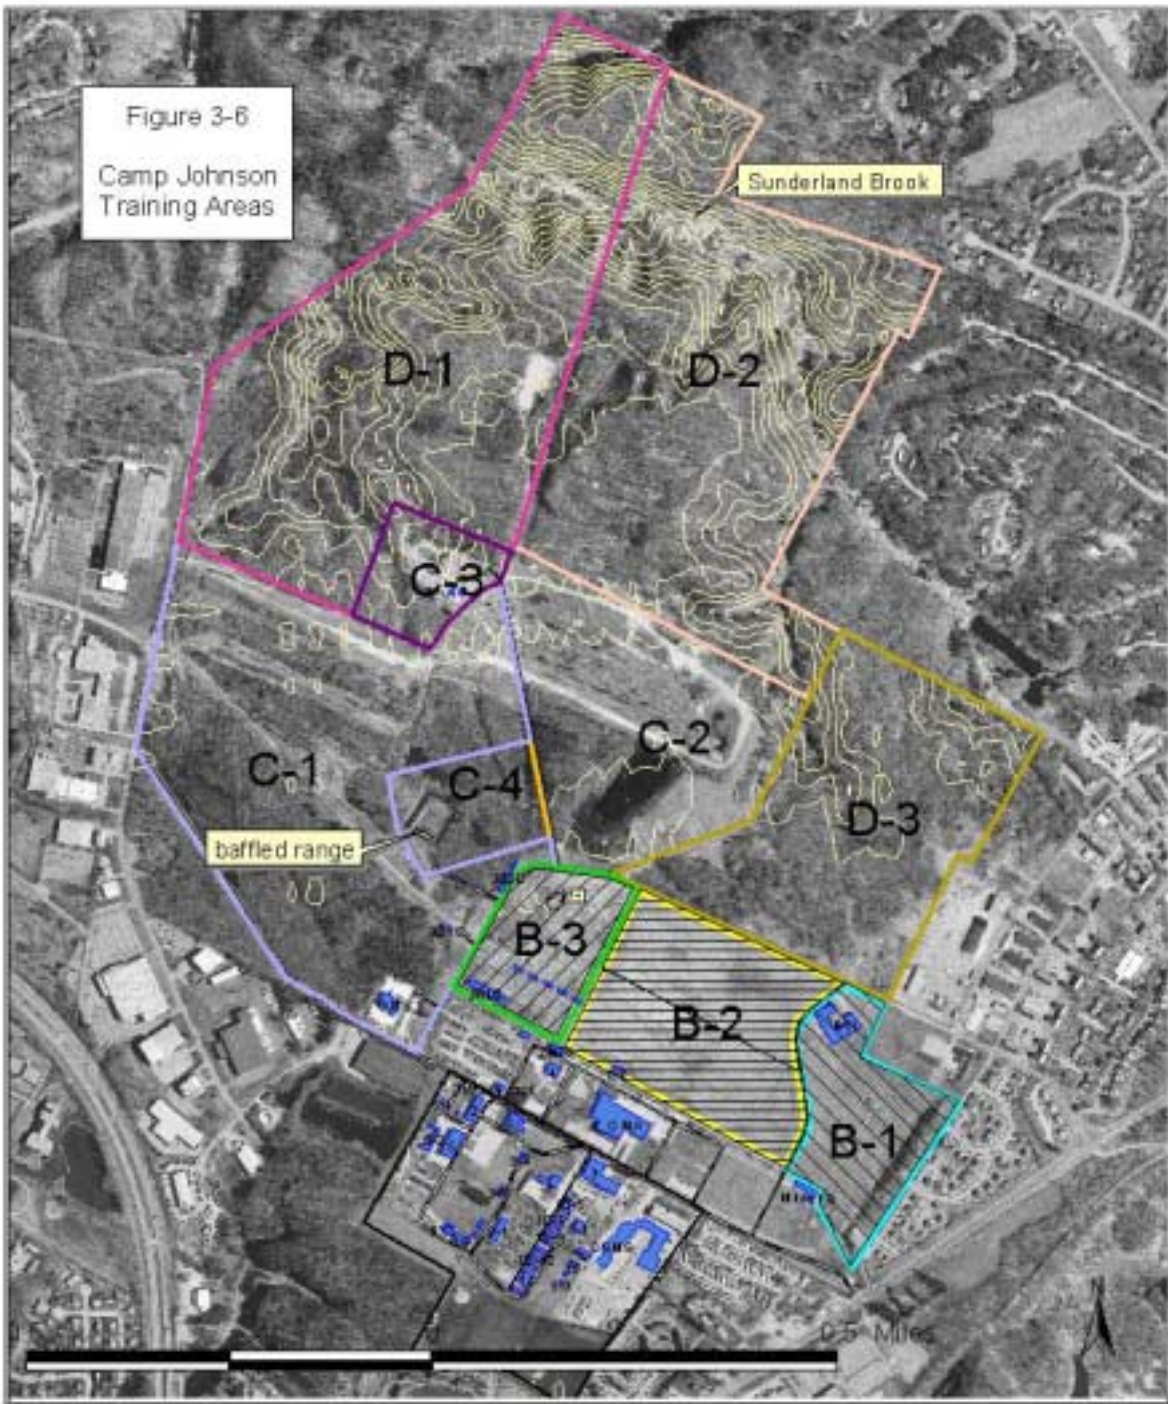 Figure 3-6
Camp Johnson
Training Areas
Sunderland Brook
D-1
D-2
C-3
C-2
C-1
C-4
D-3
baffled range
B-3
B-2
B-1
0.5 Miles